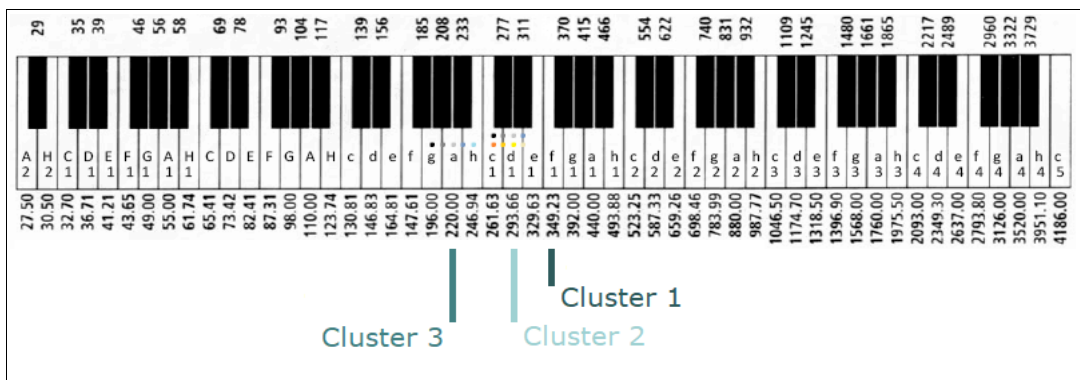 29 35 39 46 56 58 69 78 93 104 117 139 156 185 208 233 277 311 370 415 466 554 622 740 831 932 1109 1245 1480 1661 1865 2217 2489 2960 3322 3729
A H C D E F G A H C D E F G A H c d e f g a h c d e f g a h c d e f g a h c d e f g a h c d e f g a h c
2 2 1 1 1 1 1 1 1 1 1 1 1 1 1 1 2 2 2 2 2 2 2 3 3 3 3 3 3 3 4 4 4 4 4 4 4 5
27.50 30.50 32.70 36.71 41.21 43.65 49.00 55.00 61.74 65.41 73.42 82.41 87.31 98.00 110.00 123.74 130.81 146.83 164.81 147.61 196.00 220.00 246.94 261.63 293.66 329.63 349.23 392.00 440.00 493.88 523.25 587.33 659.26 698.46 783.99 880.00 987.77 1046.50 1174.70 1318.50 1396.90 1568.00 1760.00 1975.50 2093.00 2349.30 2637.00 2793.80 3126.00 3520.00 3951.10 4186.00
Cluster 1
Cluster 3 Cluster 2